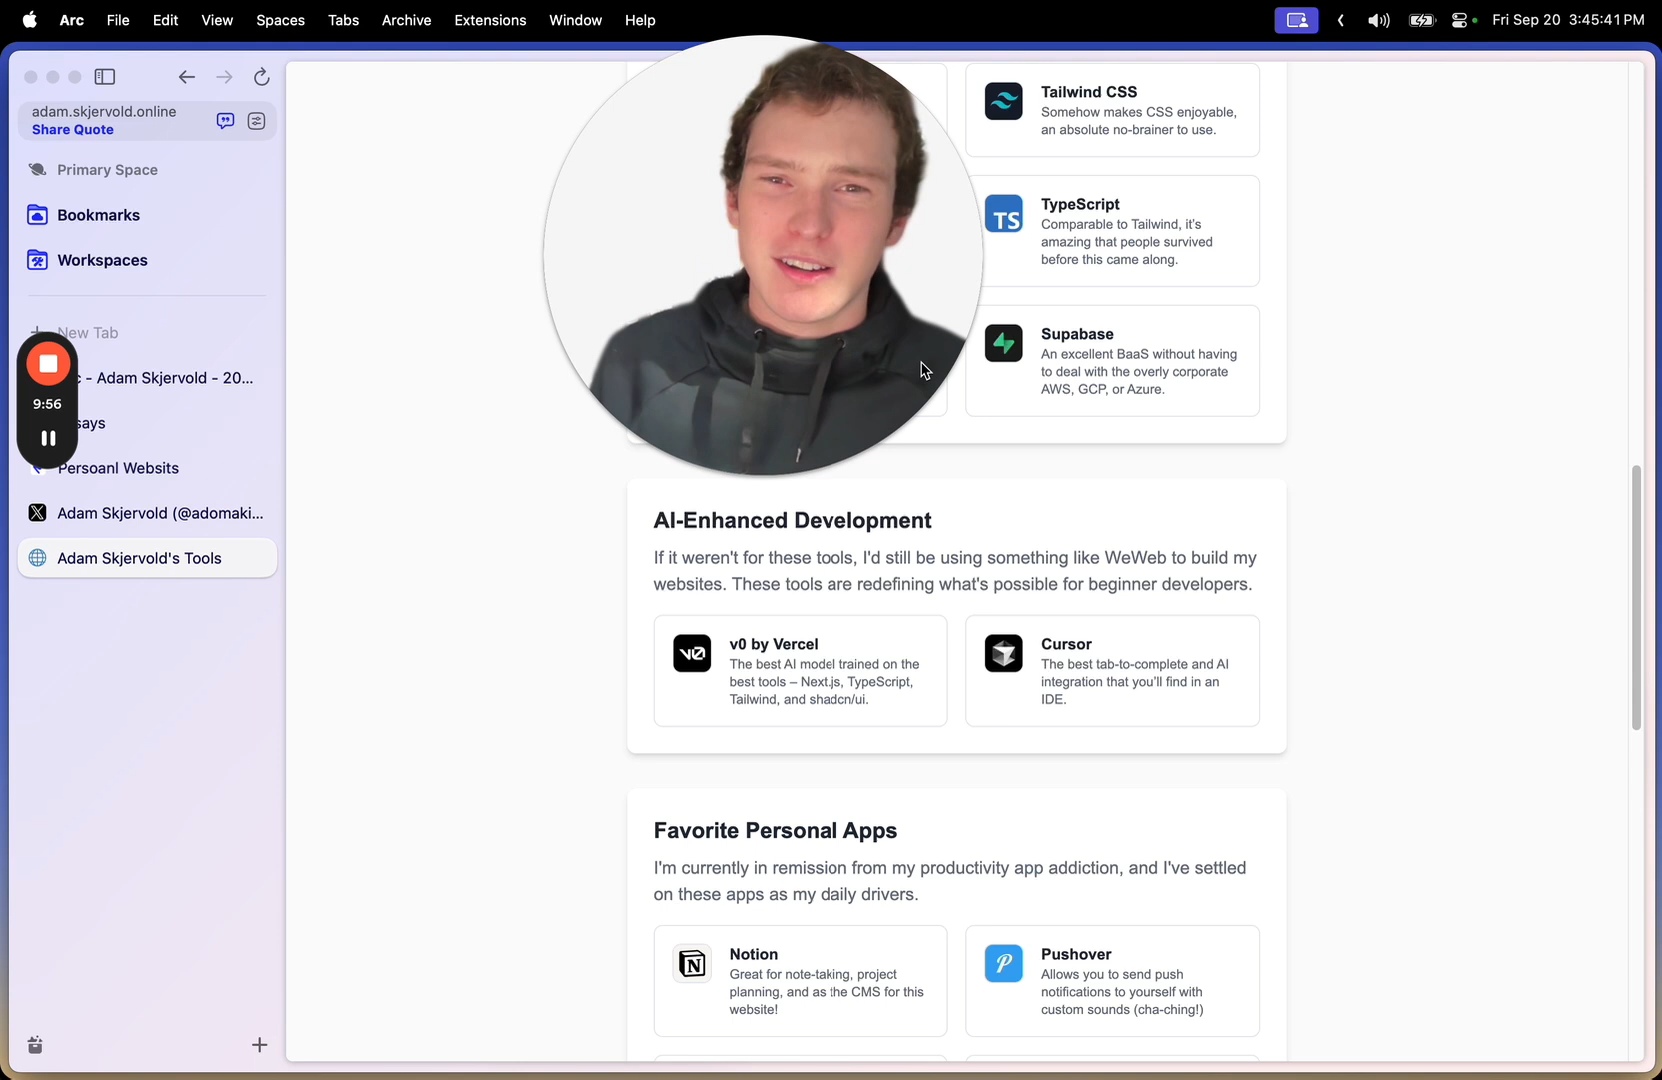 Arc File Edit View Spaces Tabs Archive Extensions Window Help Fri Sep 20 3:45:41 PM
adam.skjervold.online
Share Quote
Primary Space
Bookmarks
Workspaces
New Tab
- Adam Skjervold - 20...
9:56
says
Persoanl Websits
Adam Skjervold (@adomaki...
Adam Skjervold's Tools
Tailwind CSS
Somehow makes CSS enjoyable,
an absolute no-brainer to use.
TS
TypeScript
Comparable to Tailwind, it's
amazing that people survived
before this came along.
Supabase
An excellent BaaS without having
to deal with the overly corporate
AWS, GCP, or Azure.
AI-Enhanced Development
If it weren't for these tools, I'd still be using something like WeWeb to build my
websites. These tools are redefining what's possible for beginner developers.
v0
v0 by Vercel
The best AI model trained on the
best tools – Next.js, TypeScript,
Tailwind, and shadcn/ui.
Cursor
The best tab-to-complete and AI
integration that you'll find in an
IDE.
Favorite Personal Apps
I'm currently in remission from my productivity app addiction, and I've settled
on these apps as my daily drivers.
Notion
Great for note-taking, project
planning, and as the CMS for this
website!
Pushover
Allows you to send push
notifications to yourself with
custom sounds (cha-ching!)